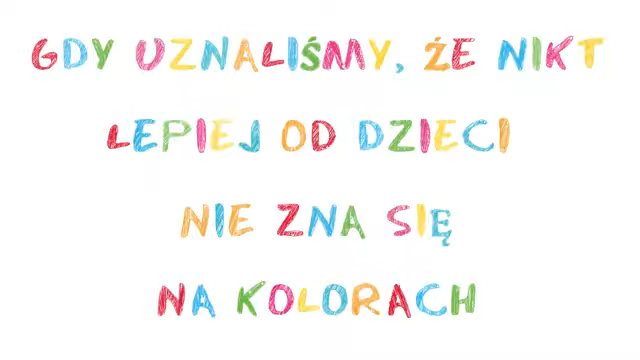 GDY UZNALIŚMY, ŻE NIKT
LEPIEJ OD DZIECI
NIE ZNA SIĘ
NA KOLORACH